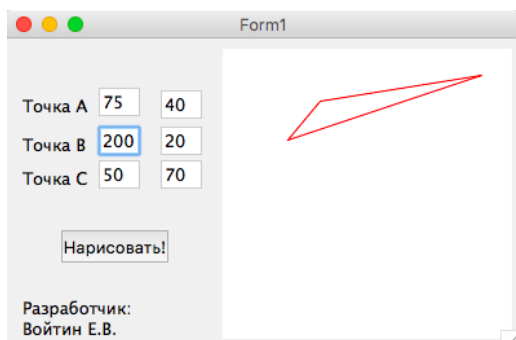 Form1
Точка A 75 40
Точка B 200 20
Точка C 50 70
Нарисовать!
Разработчик:
Войтин Е.В.